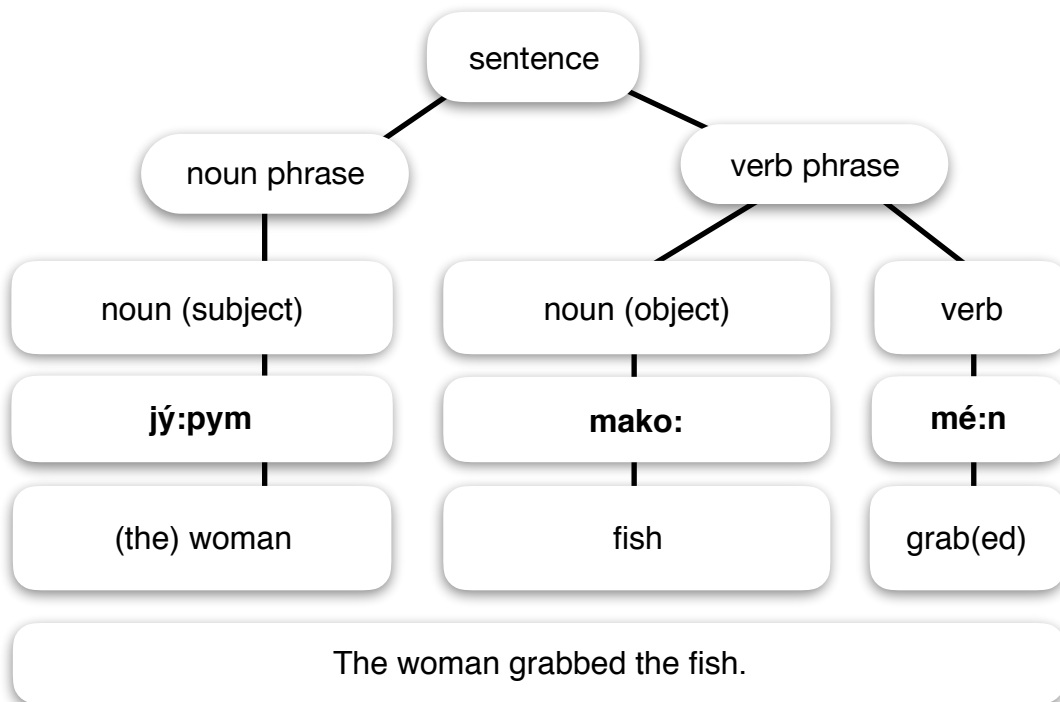 sentence
noun phrase
verb phrase
noun (subject)
noun (object)
verb
jý:pym
mako:
mé:n
(the) woman
fish
grab(ed)
The woman grabbed the fish.